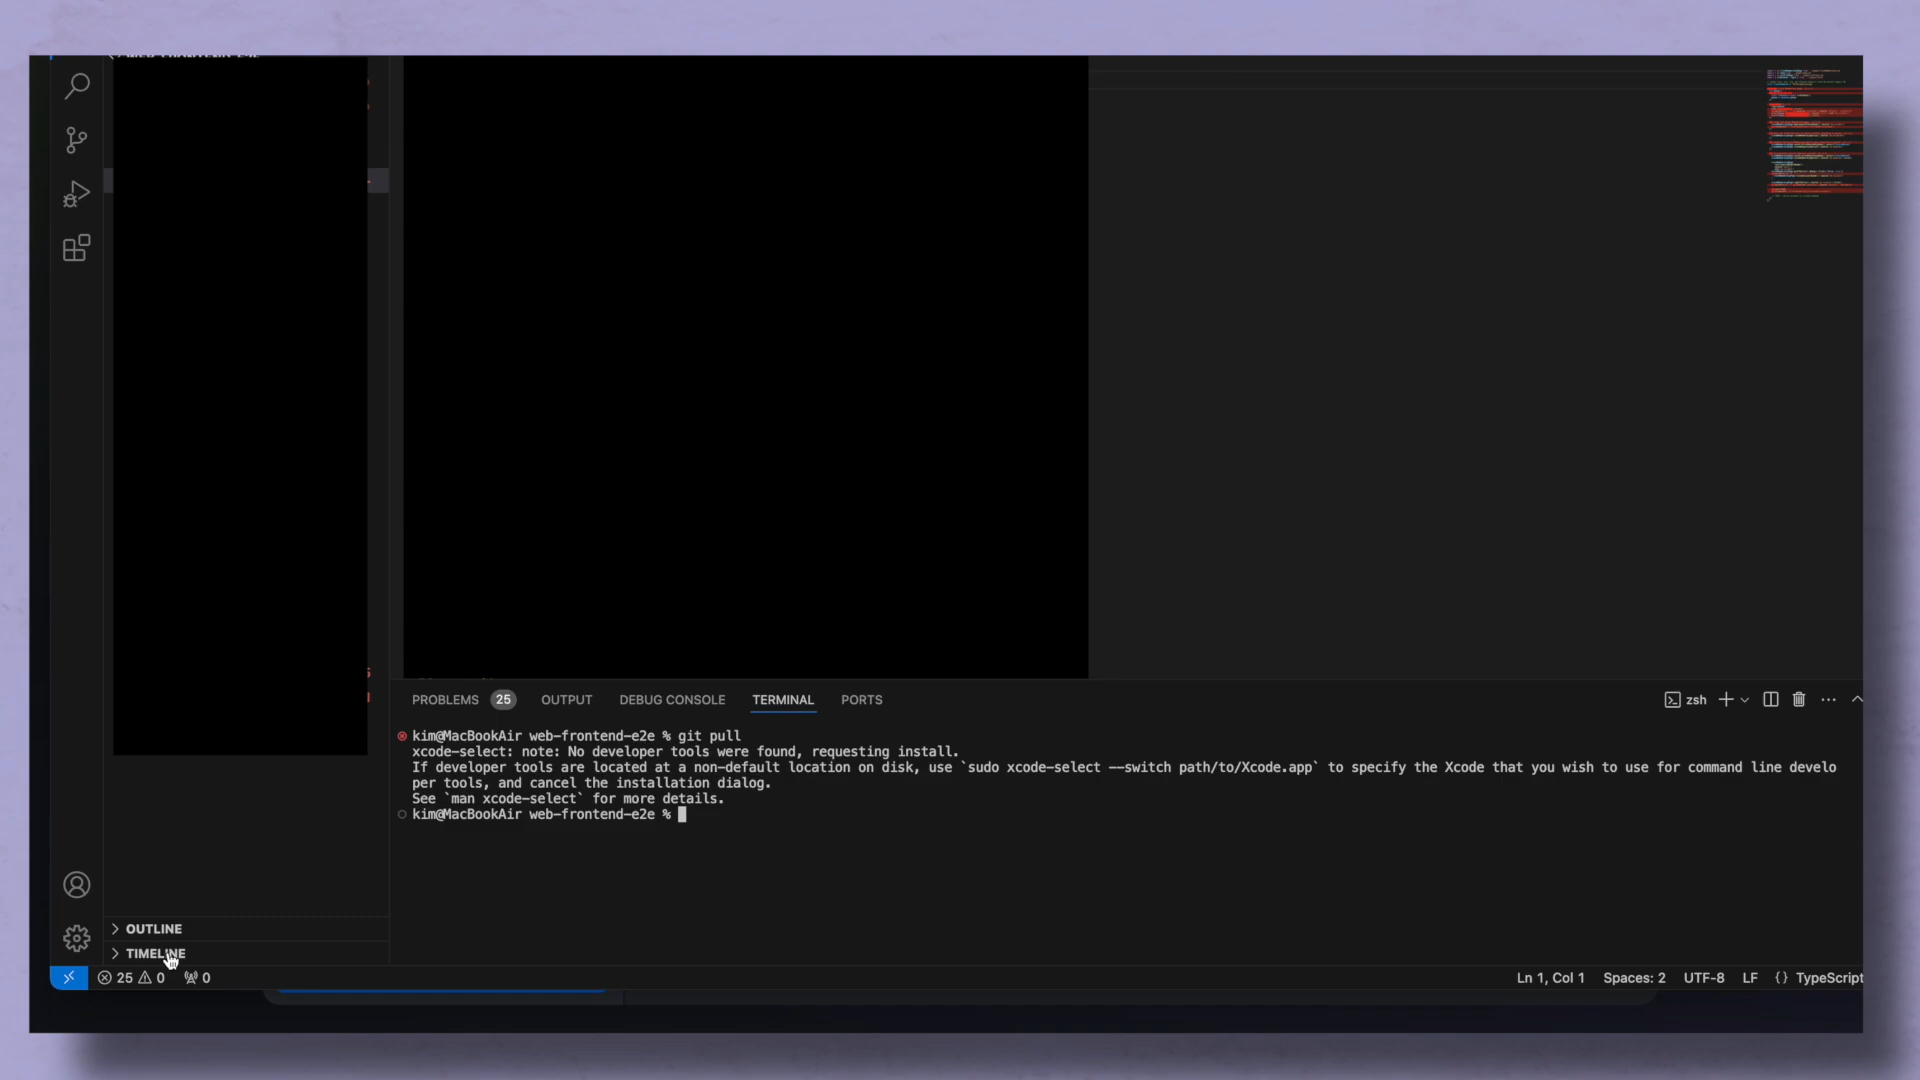 PROBLEMS 25 OUTPUT DEBUG CONSOLE TERMINAL PORTS zsh
kim@MacBookAir web-frontend-e2e % git pull
xcode-select: note: No developer tools were found, requesting install.
If developer tools are located at a non-default location on disk, use `sudo xcode-select --switch path/to/Xcode.app` to specify the Xcode that you wish to use for command line develo
per tools, and cancel the installation dialog.
See `man xcode-select` for more details.
kim@MacBookAir web-frontend-e2e %
OUTLINE
TIMELINE
25 0 0 Ln 1, Col 1 Spaces: 2 UTF-8 LF {} TypeScript